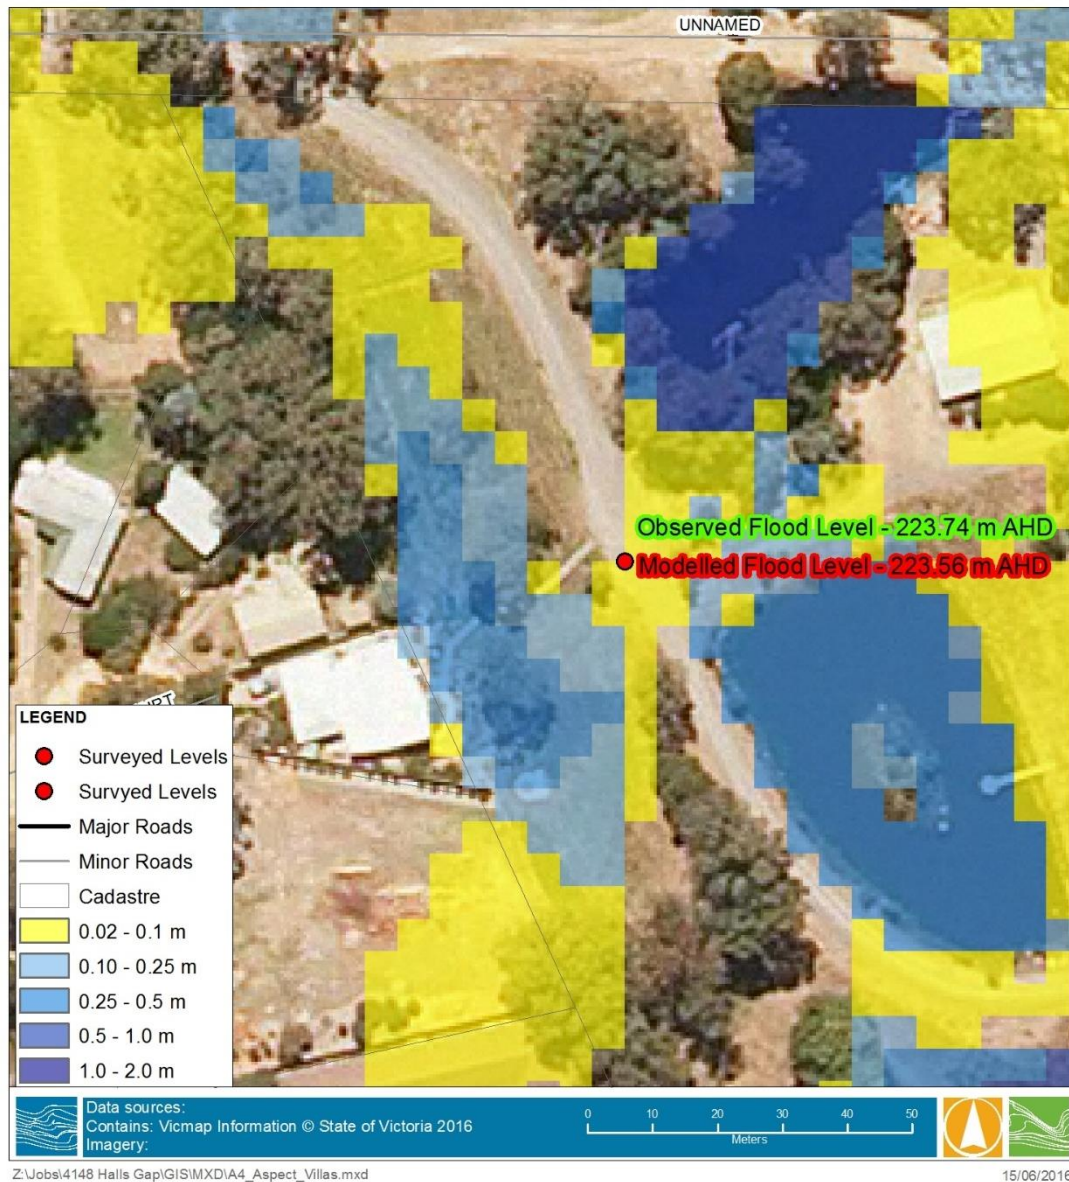 UNNAMED
Observed Flood Level - 223.74 m AHD
Modelled Flood Level - 223.56 m AHD
LEGEND
Surveyed Levels
Survyed Levels
Major Roads
Minor Roads
Cadastre
0.02 - 0.1 m
0.10 - 0.25 m
0.25 - 0.5 m
0.5 - 1.0 m
1.0 - 2.0 m
Data sources:
Contains: Vicmap Information © State of Victoria 2016
Imagery:
0 10 20 30 40 50
Meters
Z:\Jobs\4148 Halls Gap\GIS\MXD\A4_Aspect_Villas.mxd
15/06/2016